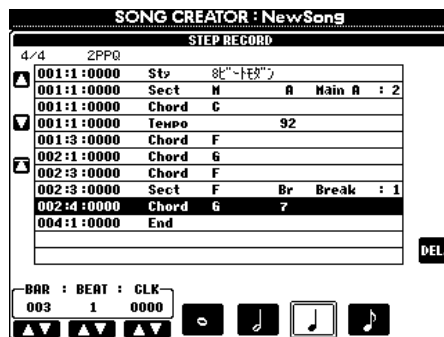 SONG CREATOR : NewSong
STEP RECORD
4/4 2PPQ
001:1:0000 Sty 8ビートモダン
001:1:0000 Sect M A Main A : 2
001:1:0000 Chord C
001:1:0000 Tempo 92
001:3:0000 Chord F
002:1:0000 Chord G
002:3:0000 Chord F
002:3:0000 Sect F Br Break : 1
002:4:0000 Chord G 7
004:1:0000 End
DEL
BAR : BEAT : CLK
003 1 0000